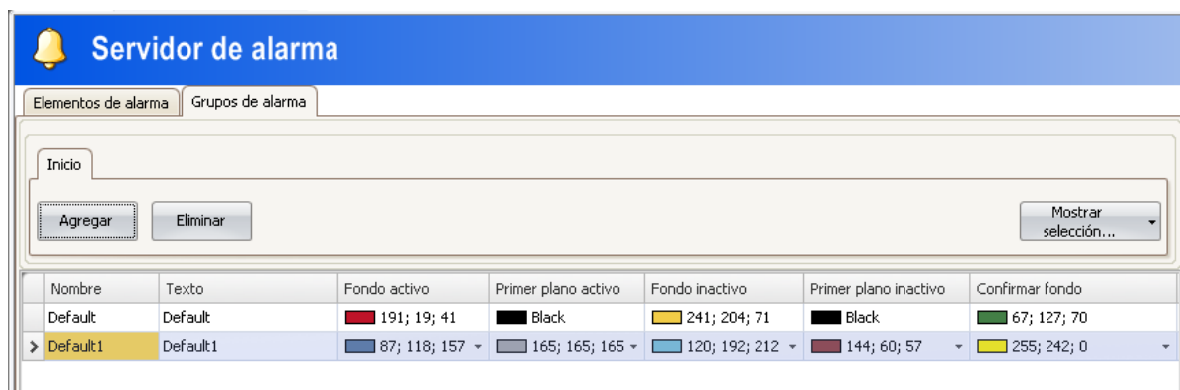 Servidor de alarma
Elementos de alarma Grupos de alarma
Inicio
Agregar Eliminar Mostrar selección...
Nombre Texto Fondo activo Primer plano activo Fondo inactivo Primer plano inactivo Confirmar fondo
Default Default 191; 19; 41 Black 241; 204; 71 Black 67; 127; 70
Default1 Default1 87; 118; 157 165; 165; 165 120; 192; 212 144; 60; 57 255; 242; 0